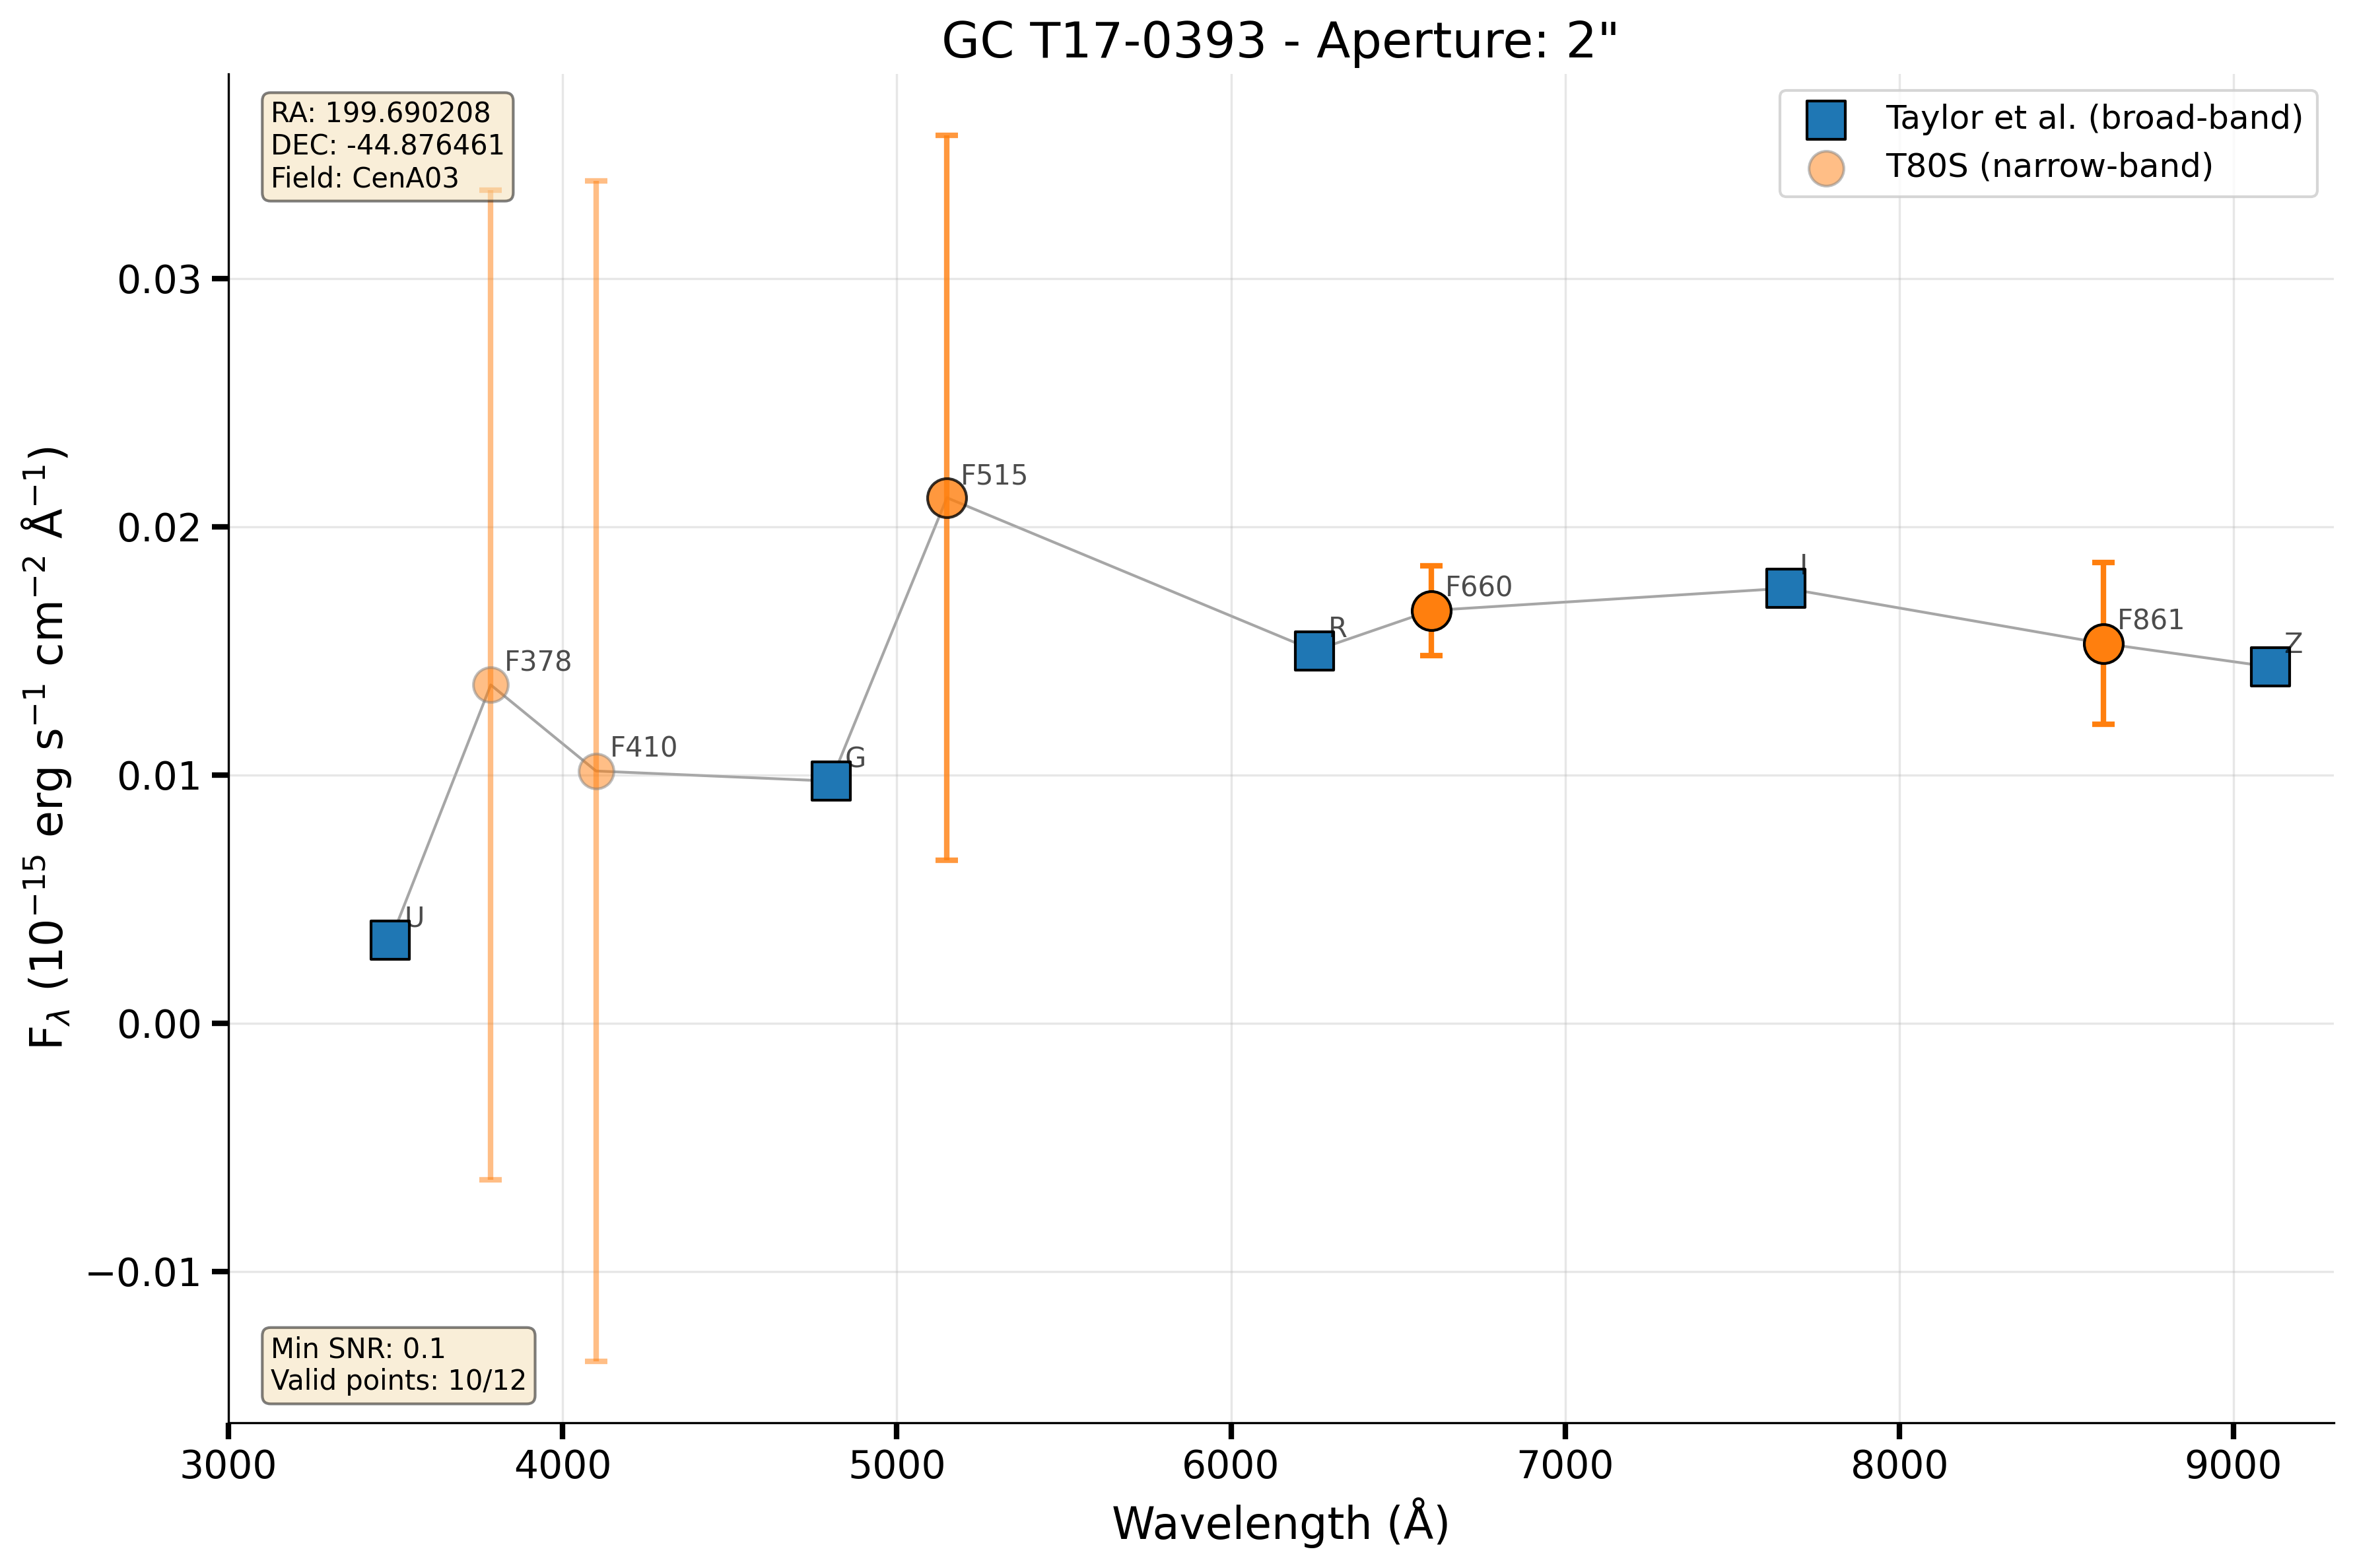 GC T17-0393 - Aperture: 2"
RA: 199.690208
DEC: -44.876461
Field: CenA03
Taylor et al. (broad-band)
T80S (narrow-band)
0.03
0.02
0.01
0.00
−0.01
F_λ (10⁻¹⁵ erg s⁻¹ cm⁻² Å⁻¹)
U
F378
F410
G
F515
R
F660
I
F861
Z
Min SNR: 0.1
Valid points: 10/12
3000 4000 5000 6000 7000 8000 9000
Wavelength (Å)